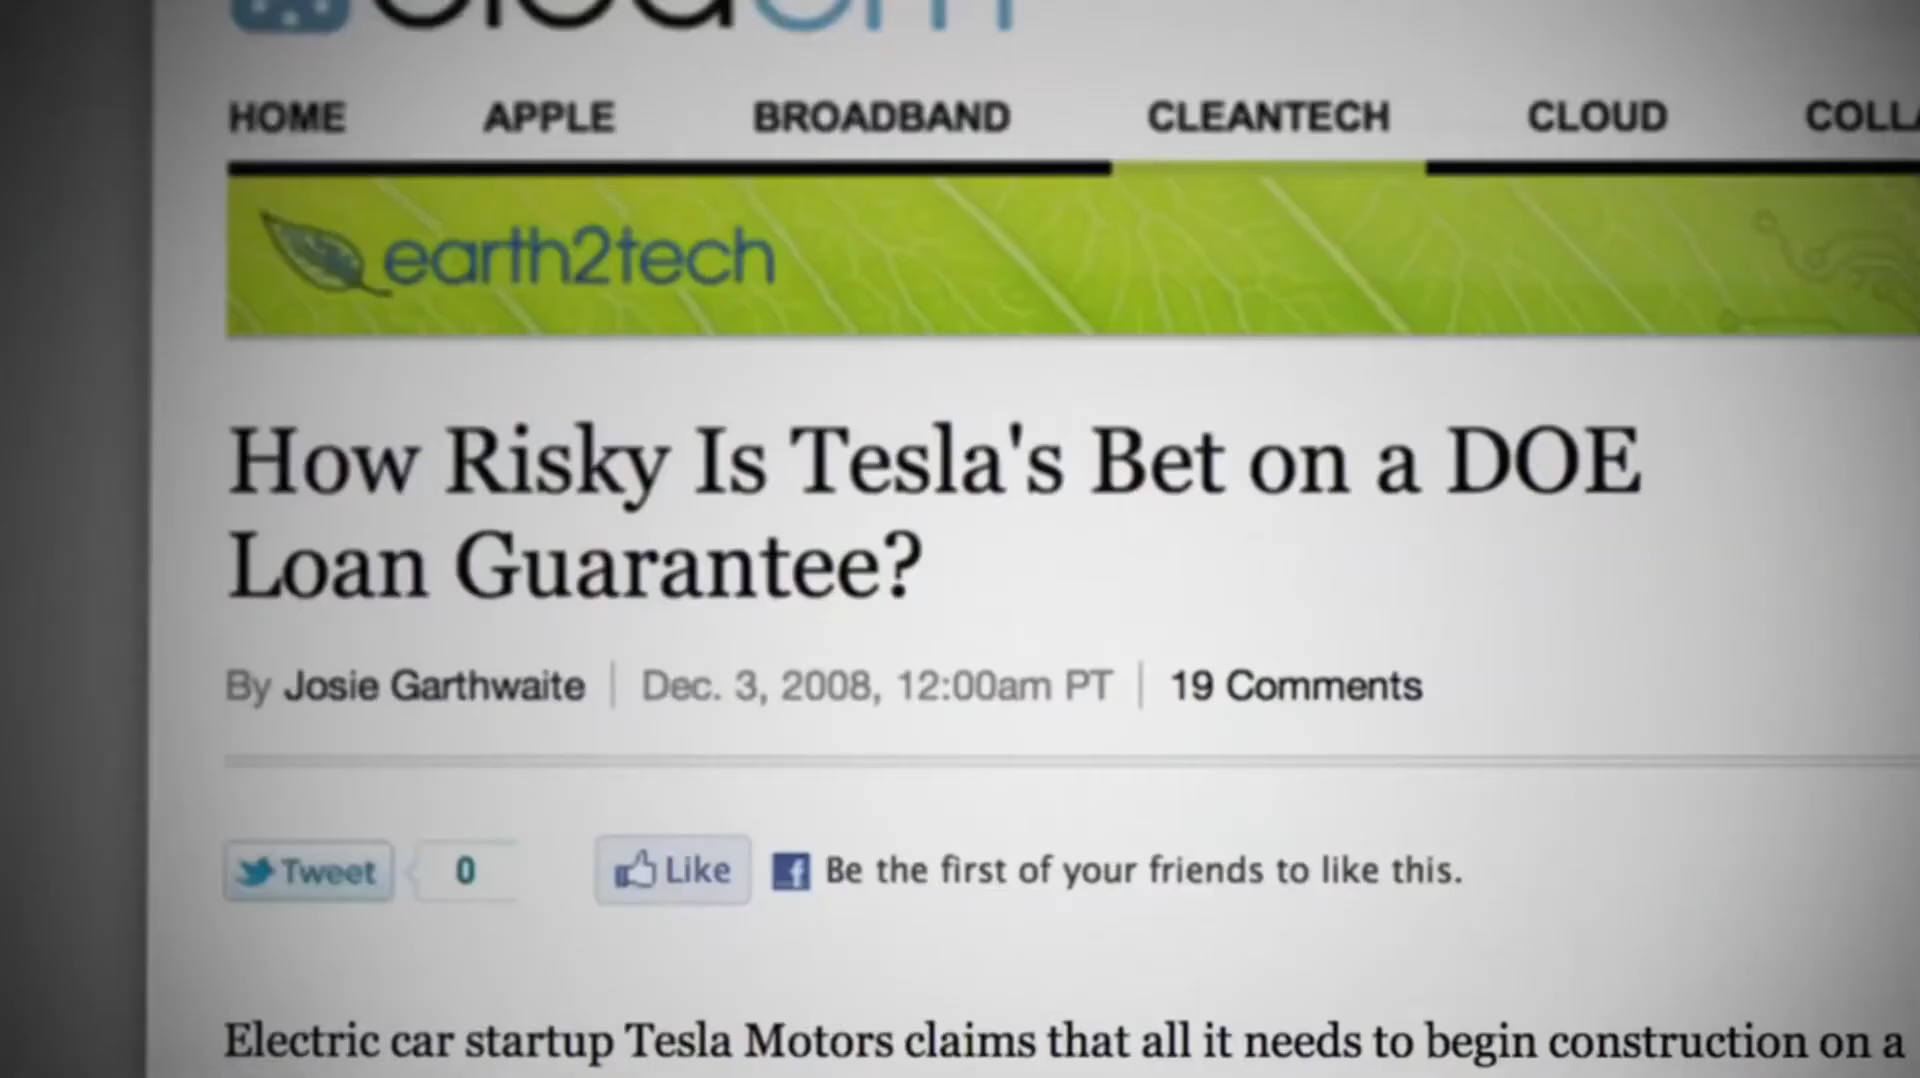 HOME APPLE BROADBAND CLEANTECH CLOUD
earth2tech
How Risky Is Tesla's Bet on a DOE
Loan Guarantee?
By Josie Garthwaite | Dec. 3, 2008, 12:00am PT | 19 Comments
Tweet 0 Like f Be the first of your friends to like this.
Electric car startup Tesla Motors claims that all it needs to begin construction on a